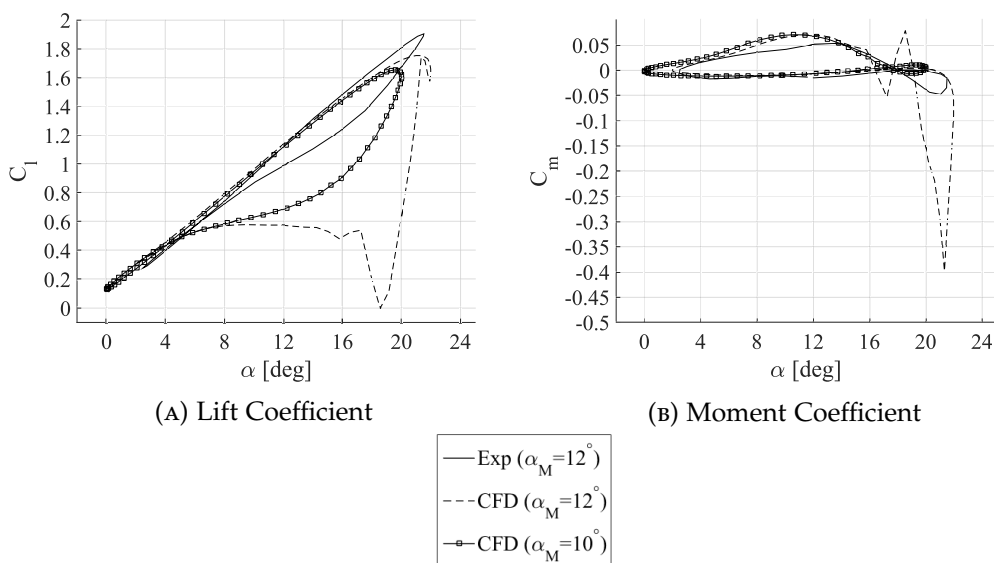 2
1.8
1.6
1.4
1.2
1
0.8
0.6
0.4
0.2
0
C_l
0 4 8 12 16 20 24
α [deg]
(A) Lift Coefficient
0.05
0
-0.05
-0.1
-0.15
-0.2
-0.25
-0.3
-0.35
-0.4
-0.45
-0.5
C_m
0 4 8 12 16 20 24
α [deg]
(B) Moment Coefficient
Exp (α_M=12°)
CFD (α_M=12°)
CFD (α_M=10°)